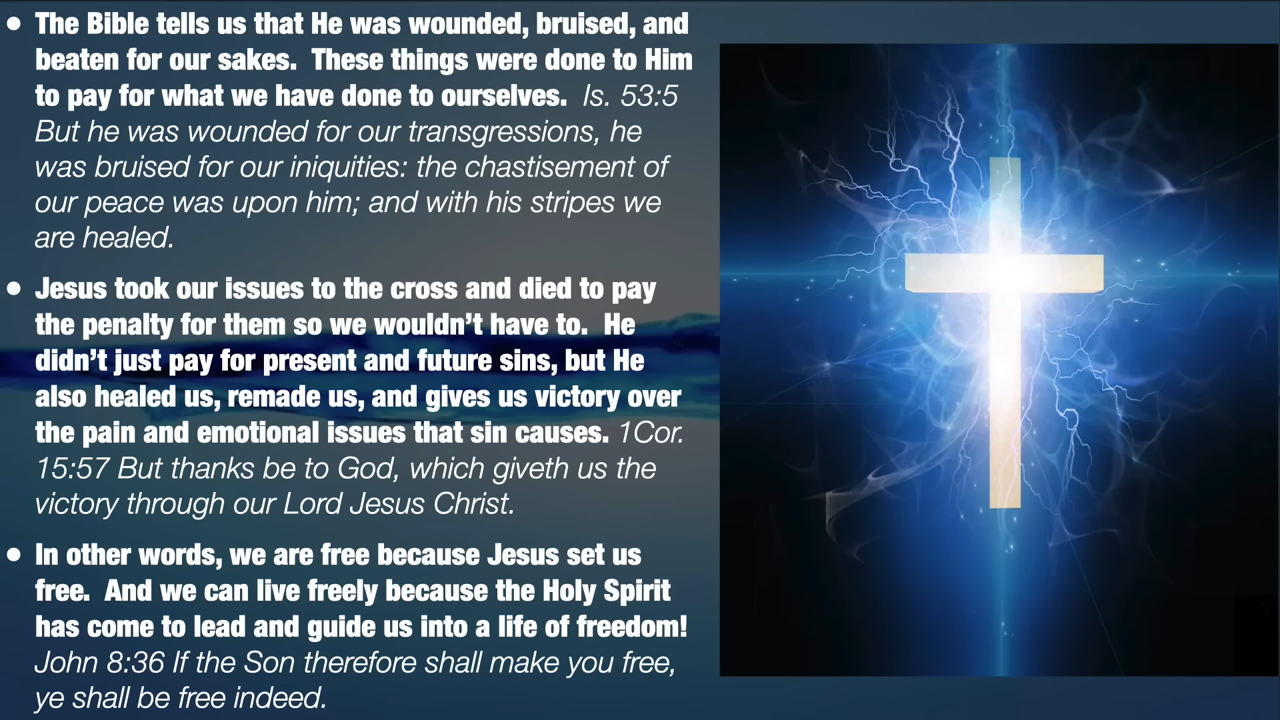 • The Bible tells us that He was wounded, bruised, and
beaten for our sakes.  These things were done to Him
to pay for what we have done to ourselves.  Is. 53:5
But he was wounded for our transgressions, he
was bruised for our iniquities: the chastisement of
our peace was upon him; and with his stripes we
are healed.
• Jesus took our issues to the cross and died to pay
the penalty for them so we wouldn’t have to.  He
didn’t just pay for present and future sins, but He
also healed us, remade us, and gives us victory over
the pain and emotional issues that sin causes. 1Cor.
15:57 But thanks be to God, which giveth us the
victory through our Lord Jesus Christ.
• In other words, we are free because Jesus set us
free.  And we can live freely because the Holy Spirit
has come to lead and guide us into a life of freedom!
John 8:36 If the Son therefore shall make you free,
ye shall be free indeed.